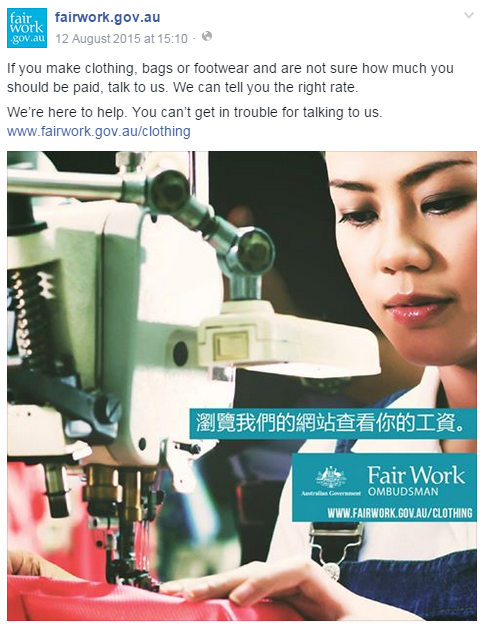 fair
work
.gov.au
fairwork.gov.au
12 August 2015 at 15:10 ·
If you make clothing, bags or footwear and are not sure how much you
should be paid, talk to us. We can tell you the right rate.
We’re here to help. You can’t get in trouble for talking to us.
www.fairwork.gov.au/clothing
瀏覽我們的網站查看你的工資。
Australian Government
Fair Work
OMBUDSMAN
WWW.FAIRWORK.GOV.AU/CLOTHING